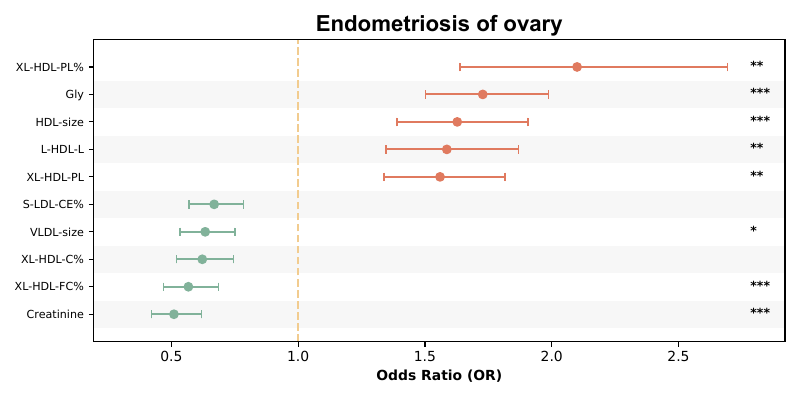 Endometriosis of ovary
XL-HDL-PL% **
Gly ***
HDL-size ***
L-HDL-L **
XL-HDL-PL **
S-LDL-CE%
VLDL-size *
XL-HDL-C%
XL-HDL-FC% ***
Creatinine ***
0.5 1.0 1.5 2.0 2.5
Odds Ratio (OR)